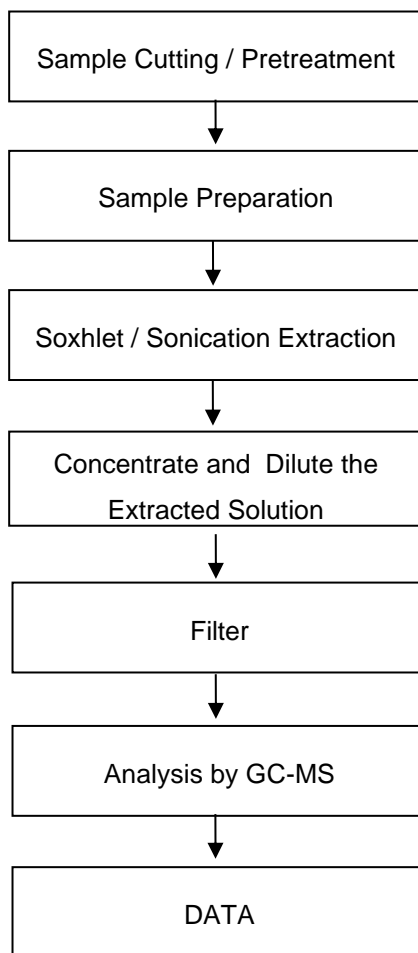 Sample Cutting / Pretreatment
Sample Preparation
Soxhlet / Sonication Extraction
Concentrate and  Dilute the
Extracted Solution
Filter
Analysis by GC-MS
DATA